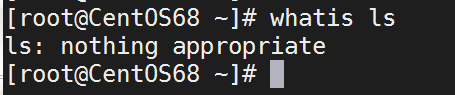 [root@CentOS68 ~]# whatis ls
ls: nothing appropriate
[root@CentOS68 ~]#